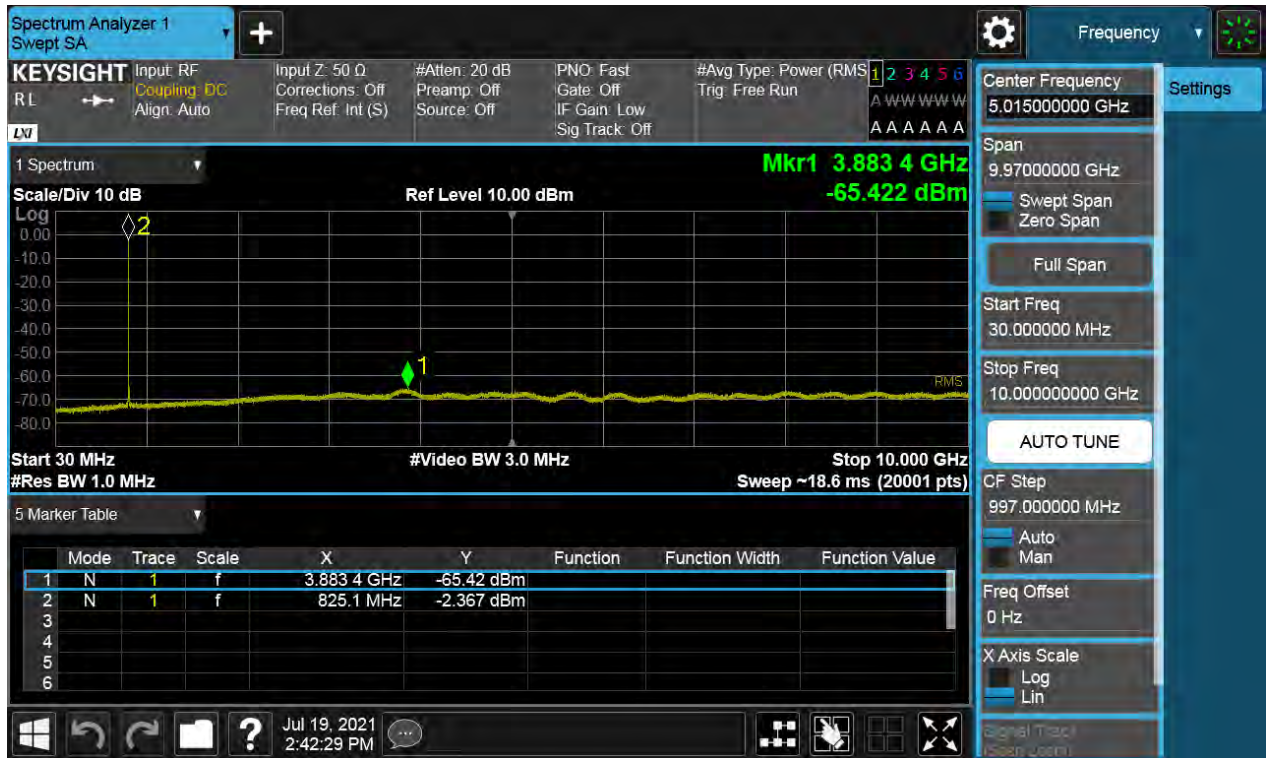 Spectrum Analyzer 1
Swept SA
+
Frequency
KEYSIGHT
RL
LXI
Input: RF
Coupling: DC
Align: Auto
Input Z: 50 Ω
Corrections: Off
Freq Ref: Int (S)
#Atten: 20 dB
Preamp: Off
Source: Off
PNO: Fast
Gate: Off
IF Gain: Low
Sig Track: Off
#Avg Type: Power (RMS
Trig: Free Run
1 2 3 4 5 6
A W W W W W
A A A A A A
1 Spectrum
Scale/Div 10 dB
Ref Level 10.00 dBm
Mkr1 3.883 4 GHz
-65.422 dBm
Log
0.00
-10.0
-20.0
-30.0
-40.0
-50.0
-60.0
-70.0
-80.0
2
1
RMS
Start 30 MHz
#Video BW 3.0 MHz
Stop 10.000 GHz
#Res BW 1.0 MHz
Sweep ~18.6 ms (20001 pts)
5 Marker Table
Mode Trace Scale X Y Function Function Width Function Value
1 N 1 f 3.883 4 GHz -65.42 dBm
2 N 1 f 825.1 MHz -2.367 dBm
3
4
5
6
?
Jul 19, 2021
2:42:29 PM
Center Frequency
5.015000000 GHz
Settings
Span
9.97000000 GHz
Swept Span
Zero Span
Full Span
Start Freq
30.000000 MHz
Stop Freq
10.000000000 GHz
AUTO TUNE
CF Step
997.000000 MHz
Auto
Man
Freq Offset
0 Hz
X Axis Scale
Log
Lin
Signal Track
(Span Zoom)